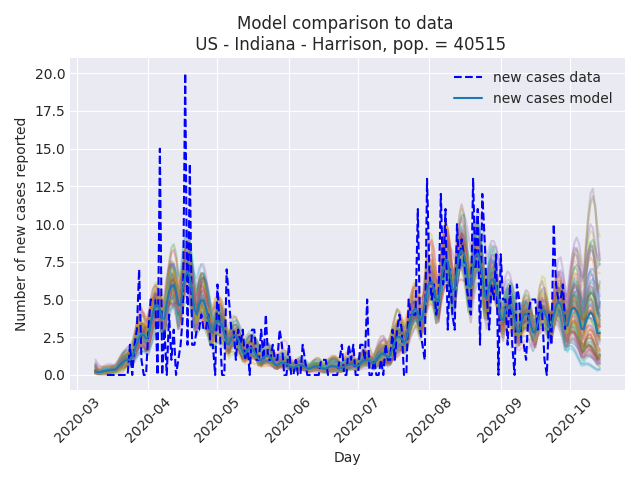 Model comparison to data
US - Indiana - Harrison, pop. = 40515
20.0
17.5
15.0
12.5
10.0
7.5
5.0
2.5
0.0
Number of new cases reported
new cases data
new cases model
2020-03
2020-04
2020-05
2020-06
2020-07
2020-08
2020-09
2020-10
Day